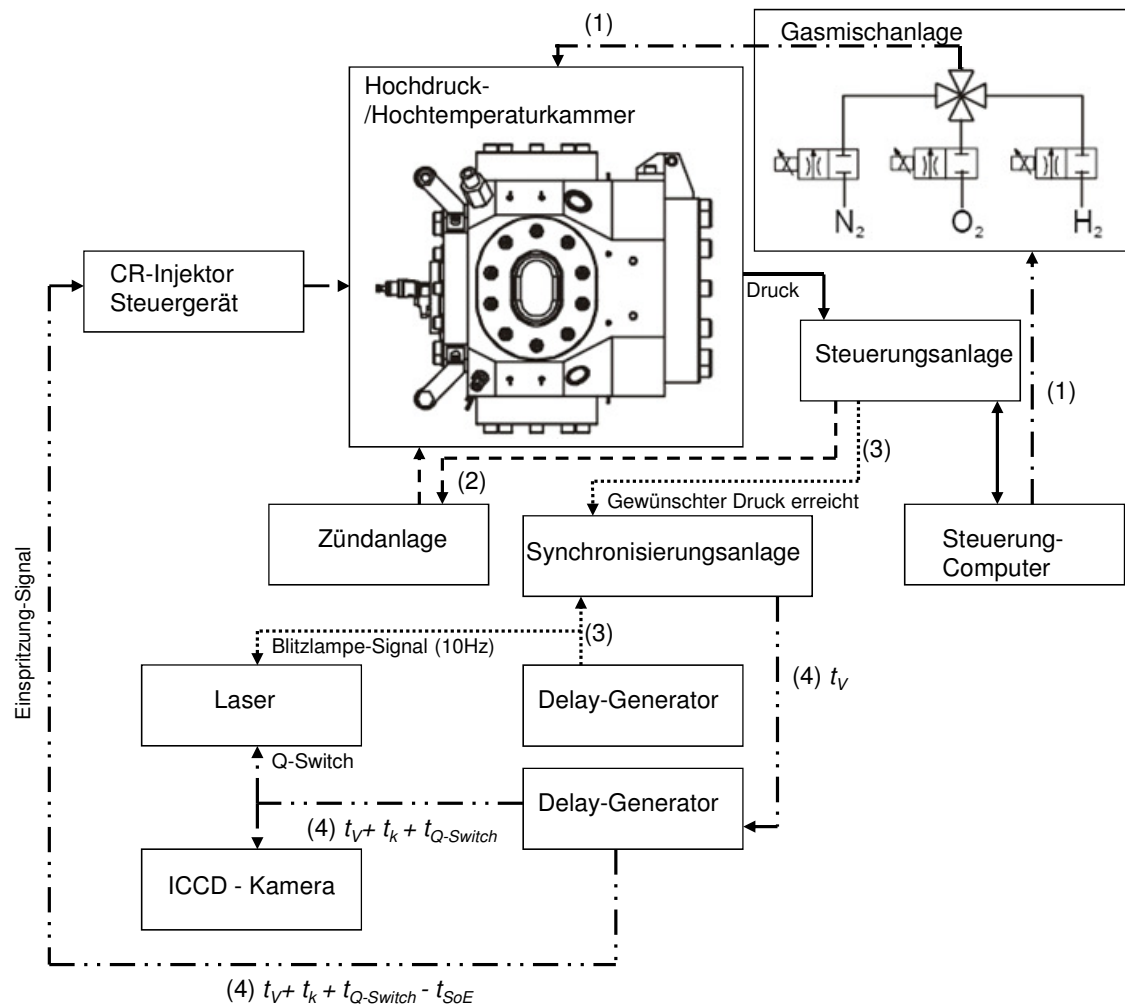 (1)
Gasmischanlage
Hochdruck-
/Hochtemperaturkammer
N2
O2
H2
CR-Injektor
Steuergerät
Druck
Steuerungsanlage
(1)
(3)
(2)
Gewünschter Druck erreicht
Zündanlage
Synchronisierungsanlage
Steuerung-
Computer
Einspritzung-Signal
(3)
Blitzlampe-Signal (10Hz)
(4) tV
Laser
Delay-Generator
Q-Switch
Delay-Generator
(4) tV+ tk + tQ-Switch
ICCD - Kamera
(4) tV+ tk + tQ-Switch - tSoE